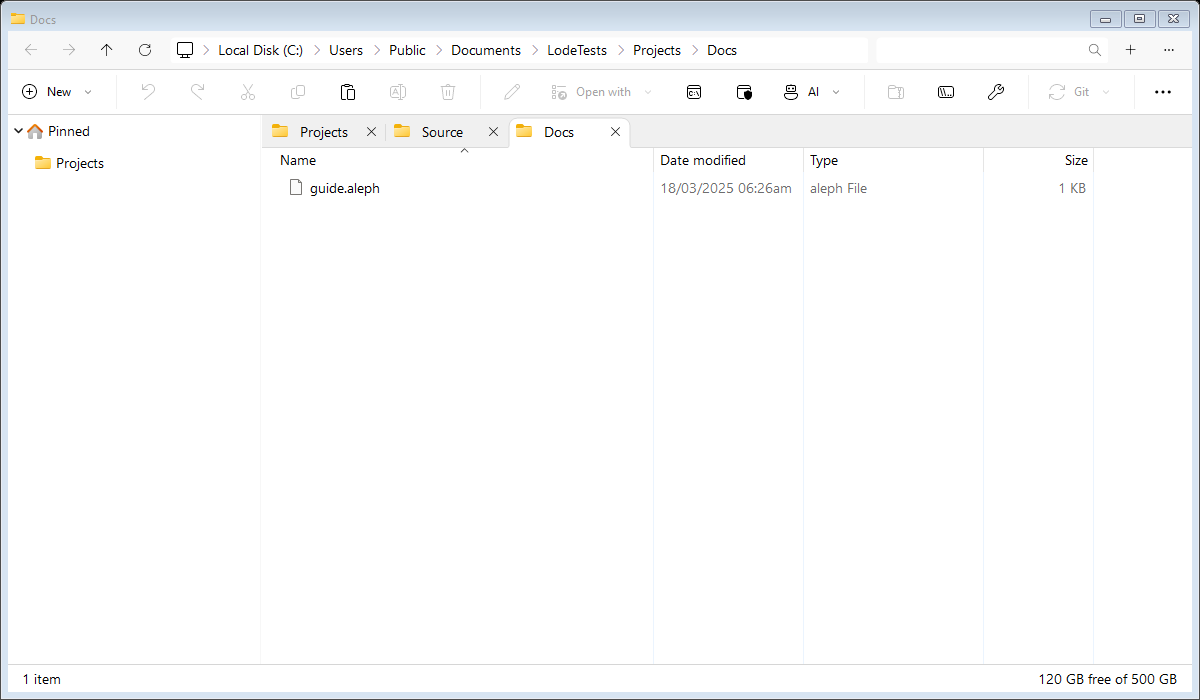 Docs
Local Disk (C:) Users Public Documents LodeTests Projects Docs
New Open with AI Git
Pinned
Projects
Projects Source Docs
Name Date modified Type Size
guide.aleph 18/03/2025 06:26am aleph File 1 KB
1 item 120 GB free of 500 GB